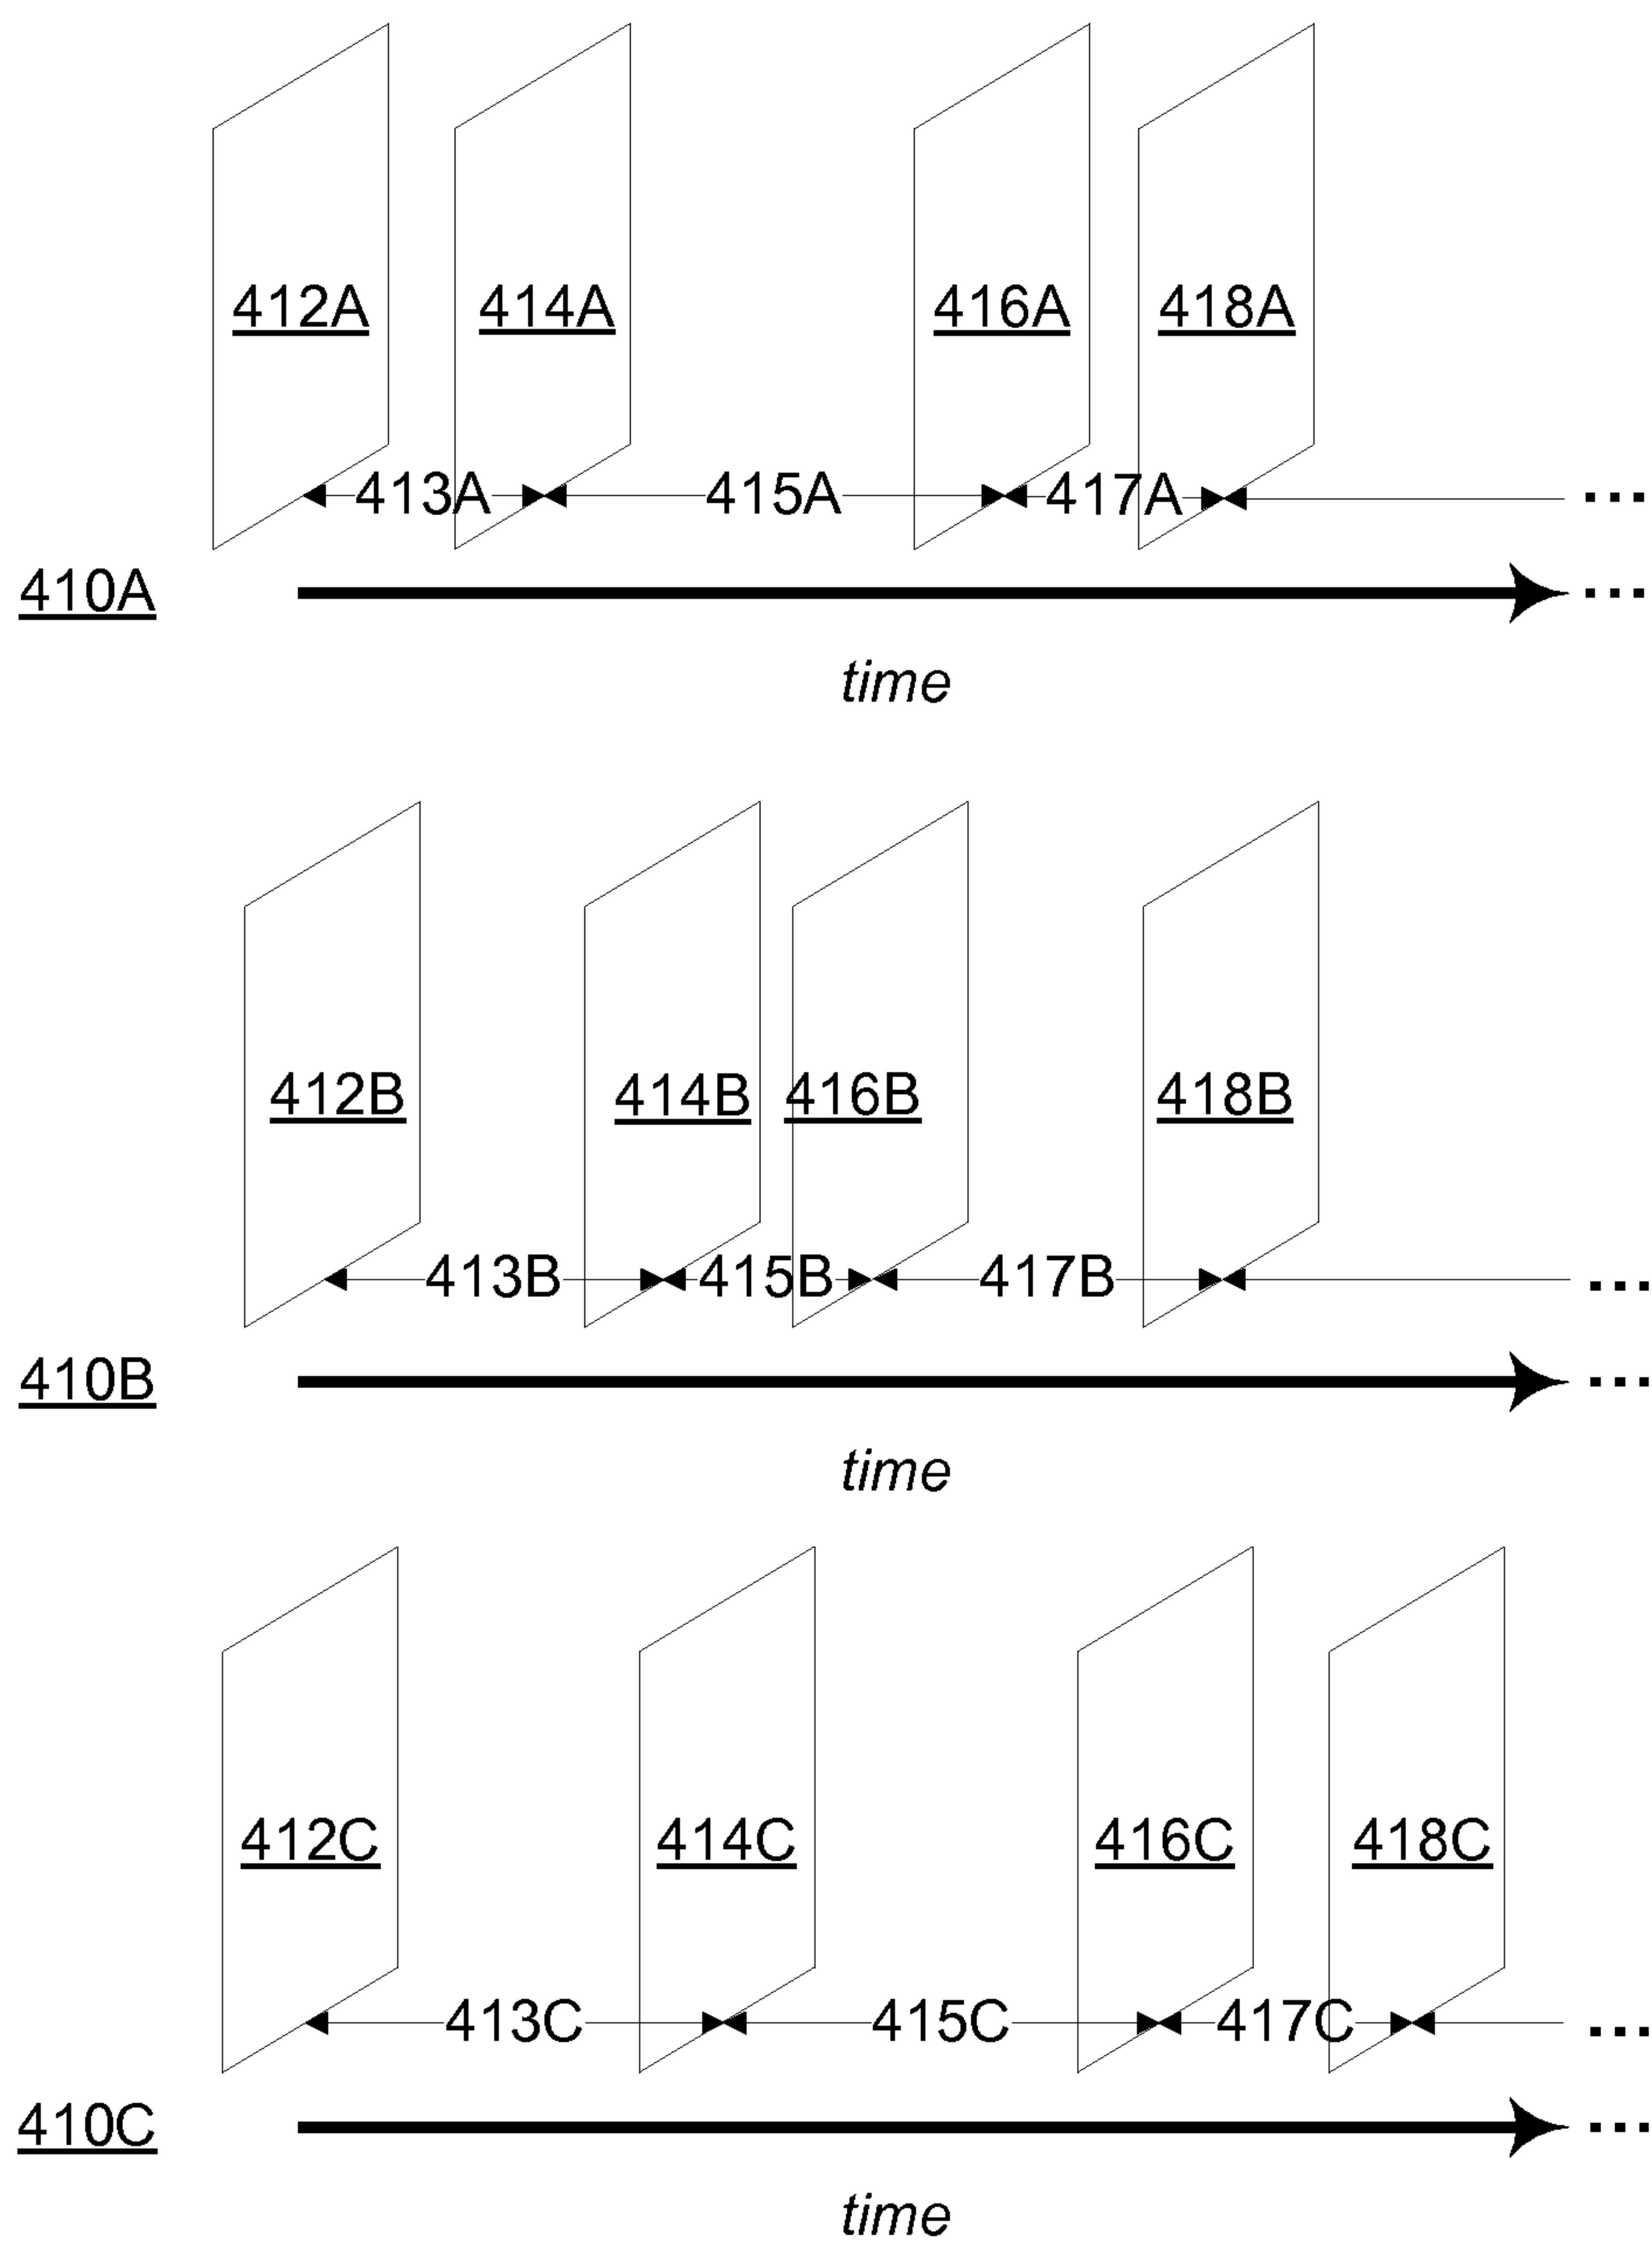 412A 414A 416A 418A
413A 415A 417A ...
410A ...
time
412B 414B 416B 418B
413B 415B 417B ...
410B ...
time
412C 414C 416C 418C
413C 415C 417C ...
410C ...
time